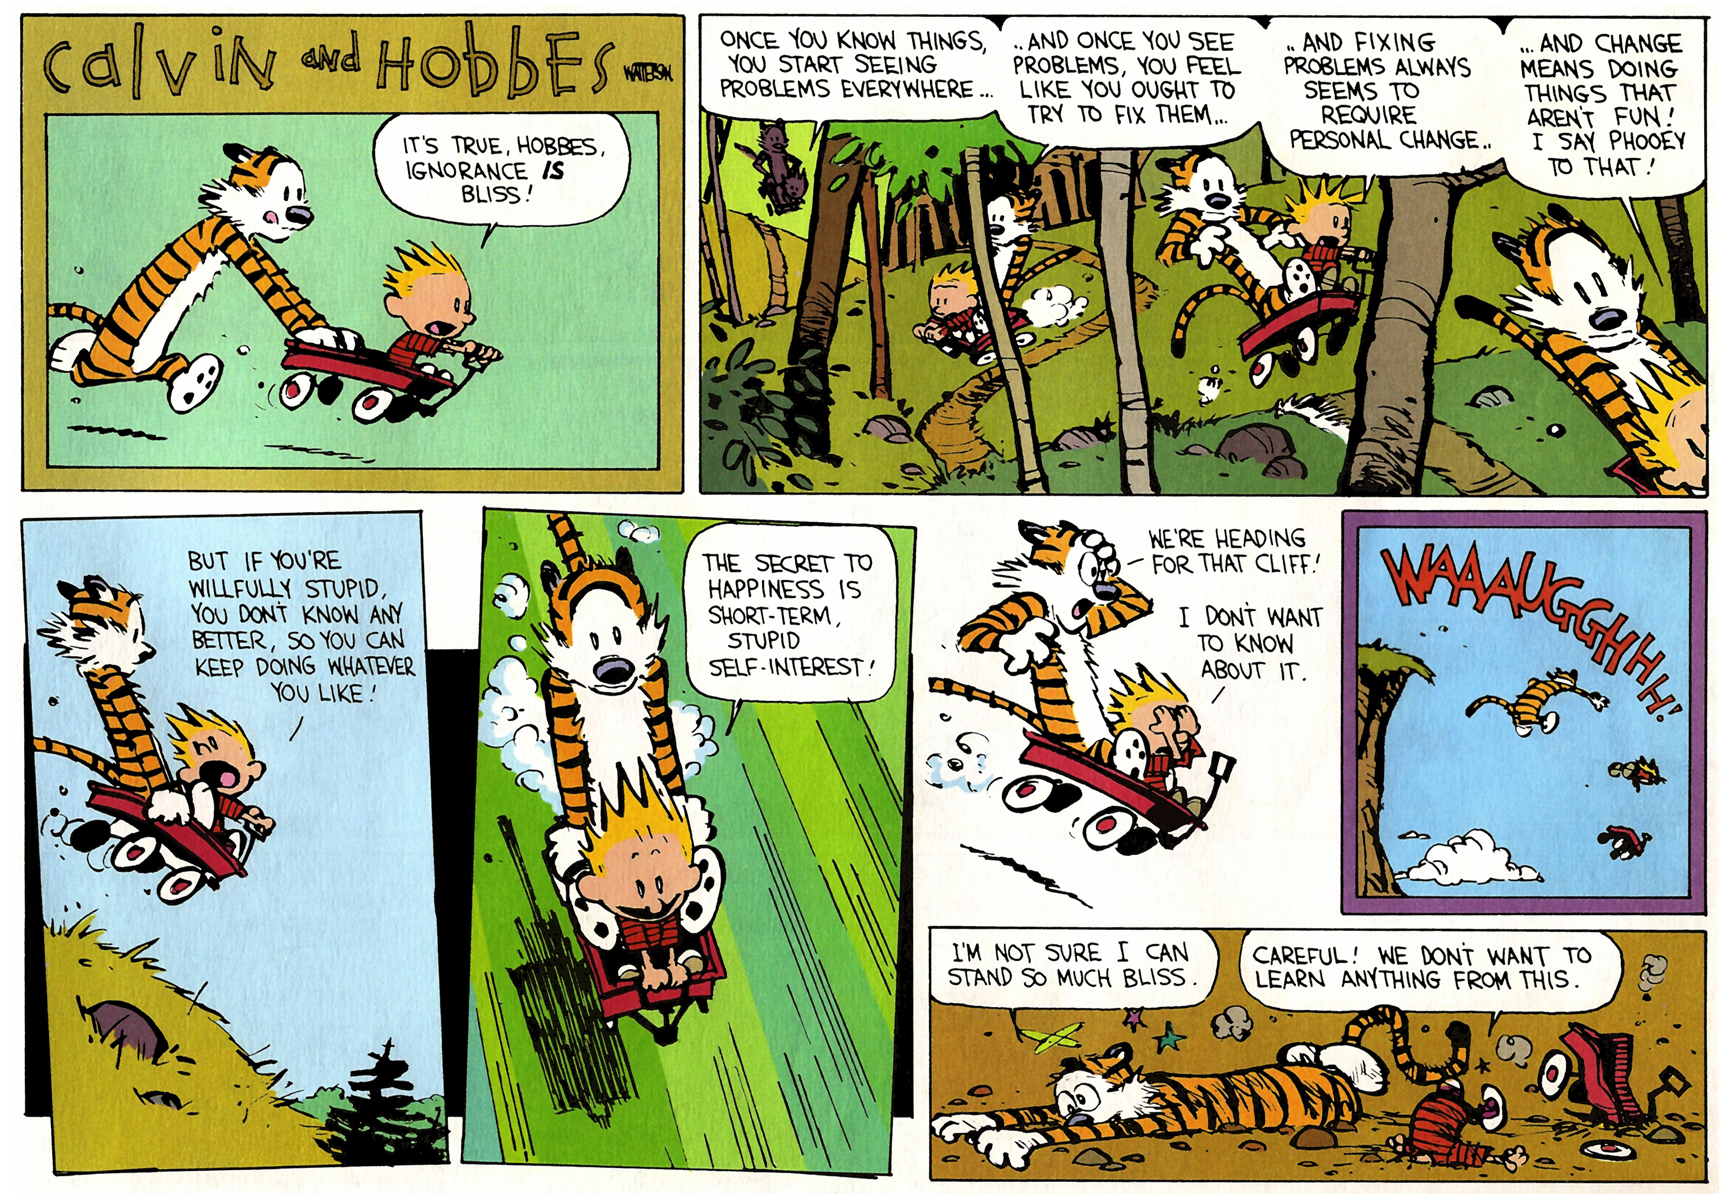 CALVIN AND HOBBES
WATTERSON
IT'S TRUE, HOBBES,
IGNORANCE IS
BLISS!
ONCE YOU KNOW THINGS,
YOU START SEEING
PROBLEMS EVERYWHERE...
..AND ONCE YOU SEE
PROBLEMS, YOU FEEL
LIKE YOU OUGHT TO
TRY TO FIX THEM...
..AND FIXING
PROBLEMS ALWAYS
SEEMS TO
REQUIRE
PERSONAL CHANGE..
...AND CHANGE
MEANS DOING
THINGS THAT
AREN'T FUN!
I SAY PHOOEY
TO THAT!
BUT IF YOU'RE
WILLFULLY STUPID,
YOU DON'T KNOW ANY
BETTER, SO YOU CAN
KEEP DOING WHATEVER
YOU LIKE!
THE SECRET TO
HAPPINESS IS
SHORT-TERM,
STUPID
SELF-INTEREST!
WE'RE HEADING
FOR THAT CLIFF!
I DON'T WANT
TO KNOW
ABOUT IT.
WAAAUGGHHH!
I'M NOT SURE I CAN
STAND SO MUCH BLISS.
CAREFUL! WE DON'T WANT TO
LEARN ANYTHING FROM THIS.